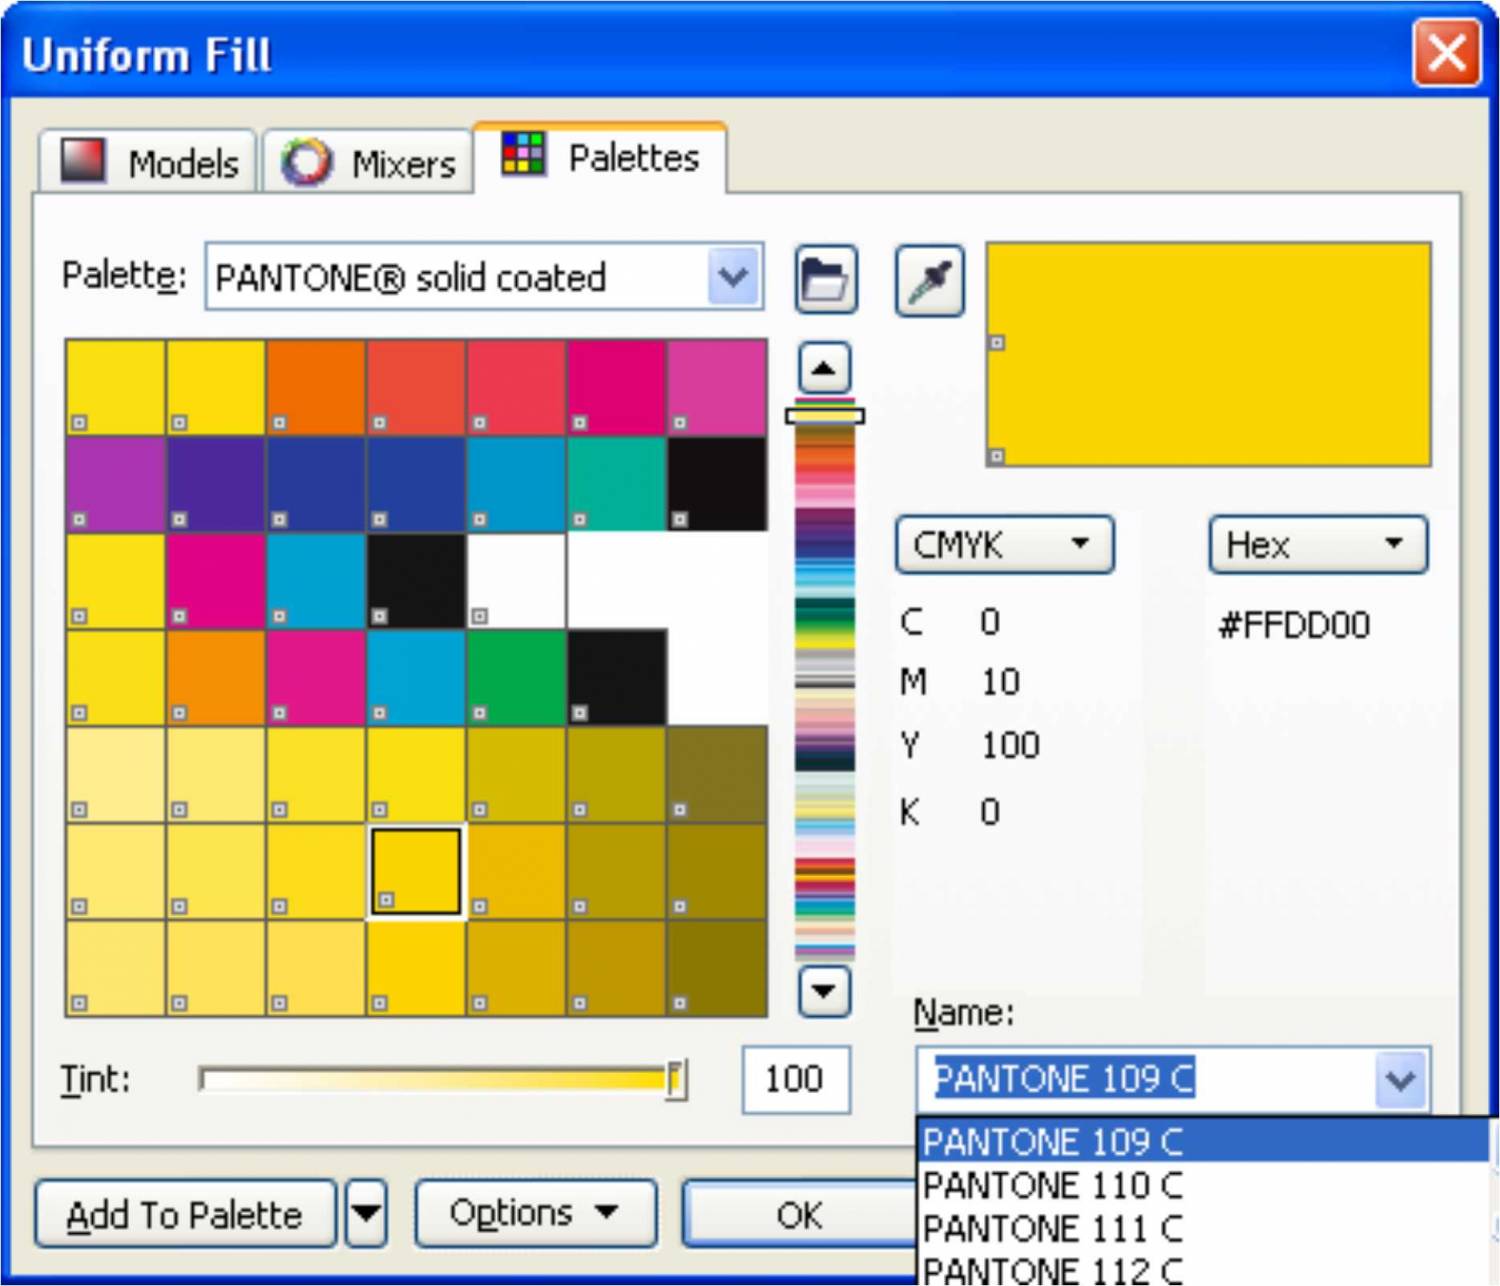 Uniform Fill
Models Mixers Palettes
Palette: PANTONE® solid coated
CMYK Hex
C 0 #FFDD00
M 10
Y 100
K 0
Name:
Tint: 100 PANTONE 109 C
PANTONE 109 C
PANTONE 110 C
PANTONE 111 C
PANTONE 112 C
Add To Palette Options OK